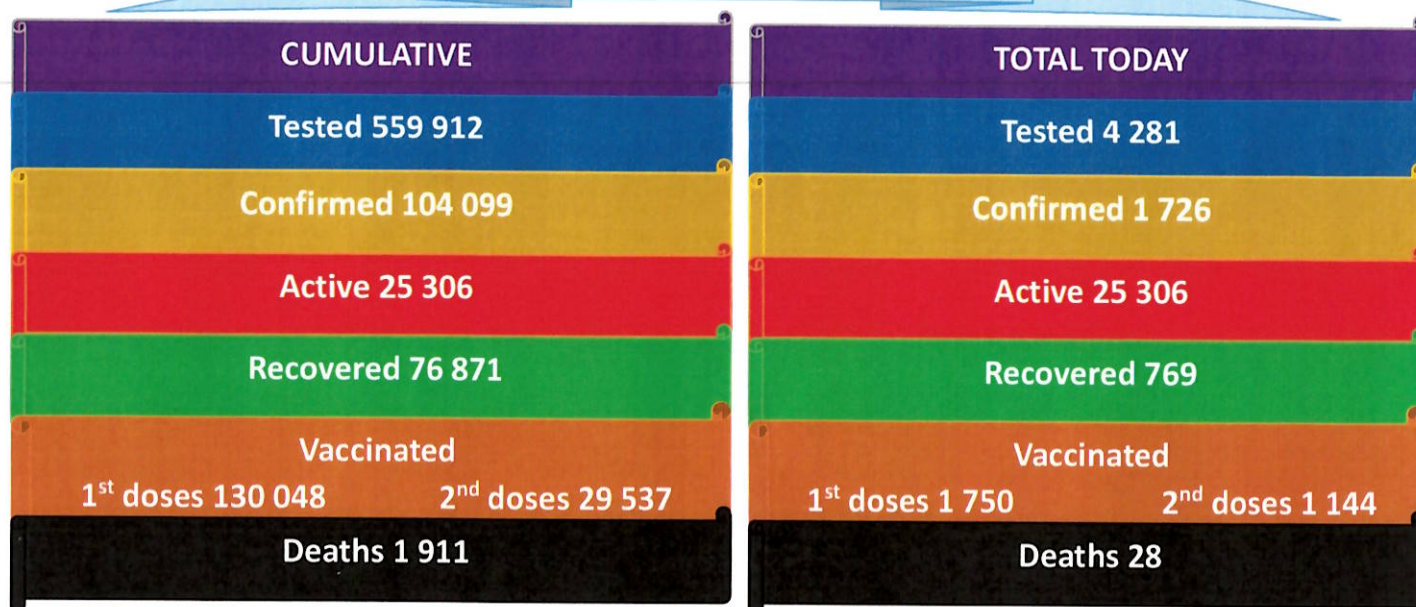 CUMULATIVE
Tested 559 912
Confirmed 104 099
Active 25 306
Recovered 76 871
Vaccinated
1st doses 130 048 2nd doses 29 537
Deaths 1 911
TOTAL TODAY
Tested 4 281
Confirmed 1 726
Active 25 306
Recovered 769
Vaccinated
1st doses 1 750 2nd doses 1 144
Deaths 28